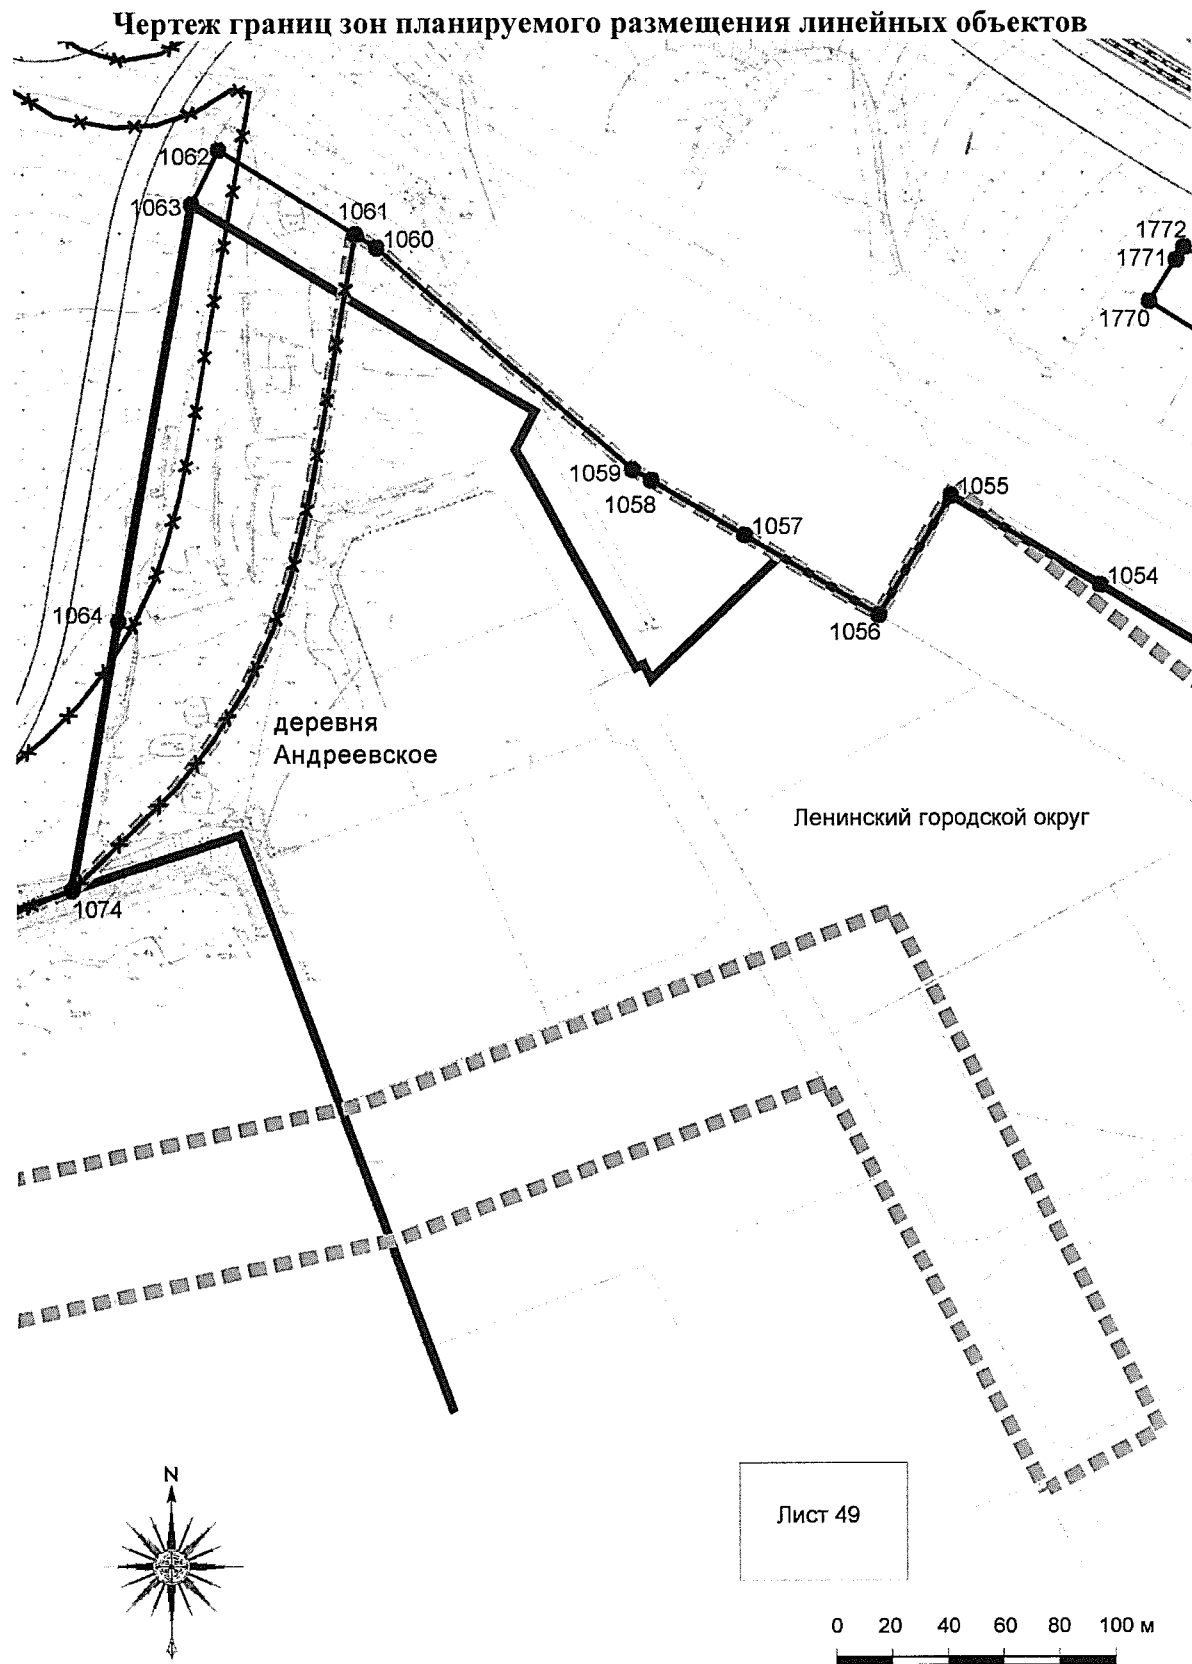 Чертеж границ зон планируемого размещения линейных объектов
1062
1063
1061
1060
1772
1771
1770
1059
1058
1055
1057
1054
1064
1056
деревня
Андреевское
Ленинский городской округ
1074
N
Лист 49
0 20 40 60 80 100 м